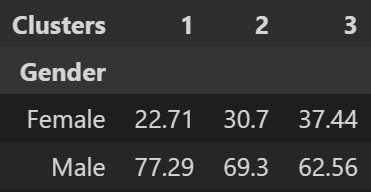 Clusters 1 2 3
Gender
Female 22.71 30.7 37.44
Male 77.29 69.3 62.56